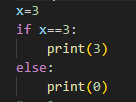 x=3
if x==3:
    print(3)
else:
    print(0)